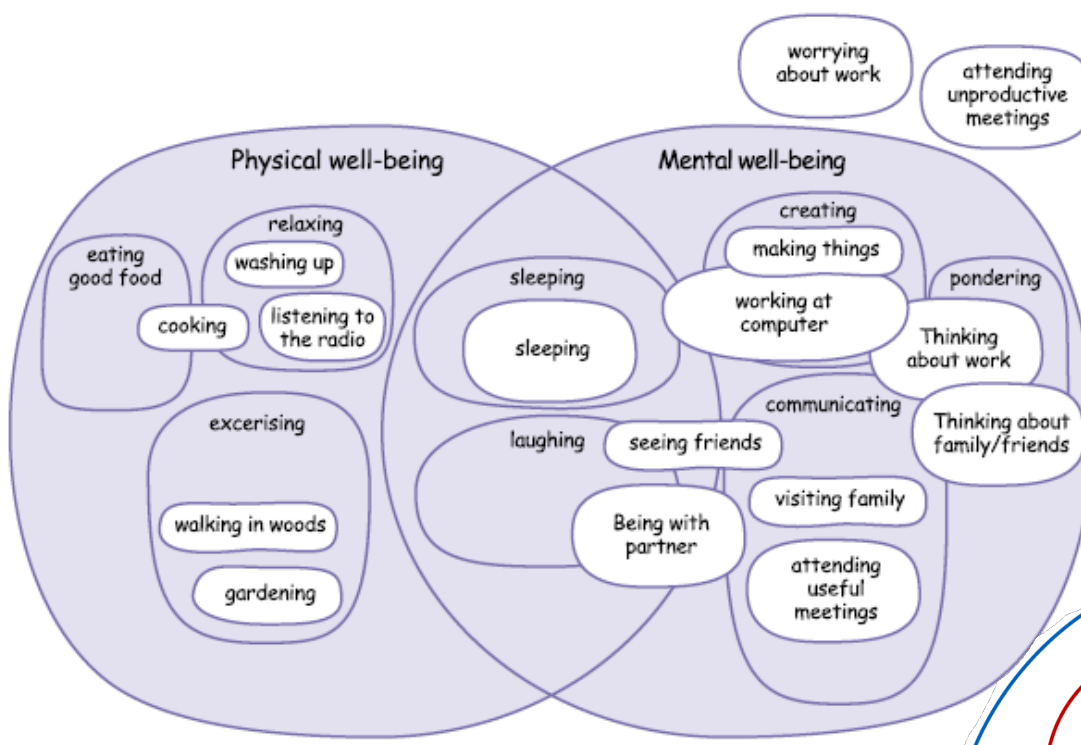 worrying
about work
attending
unproductive
meetings
Physical well-being
Mental well-being
relaxing
washing up
listening to
the radio
eating
good food
cooking
excerising
walking in woods
gardening
sleeping
sleeping
laughing
seeing friends
Being with
partner
creating
making things
working at
computer
pondering
Thinking
about work
Thinking about
family/friends
communicating
visiting family
attending
useful
meetings